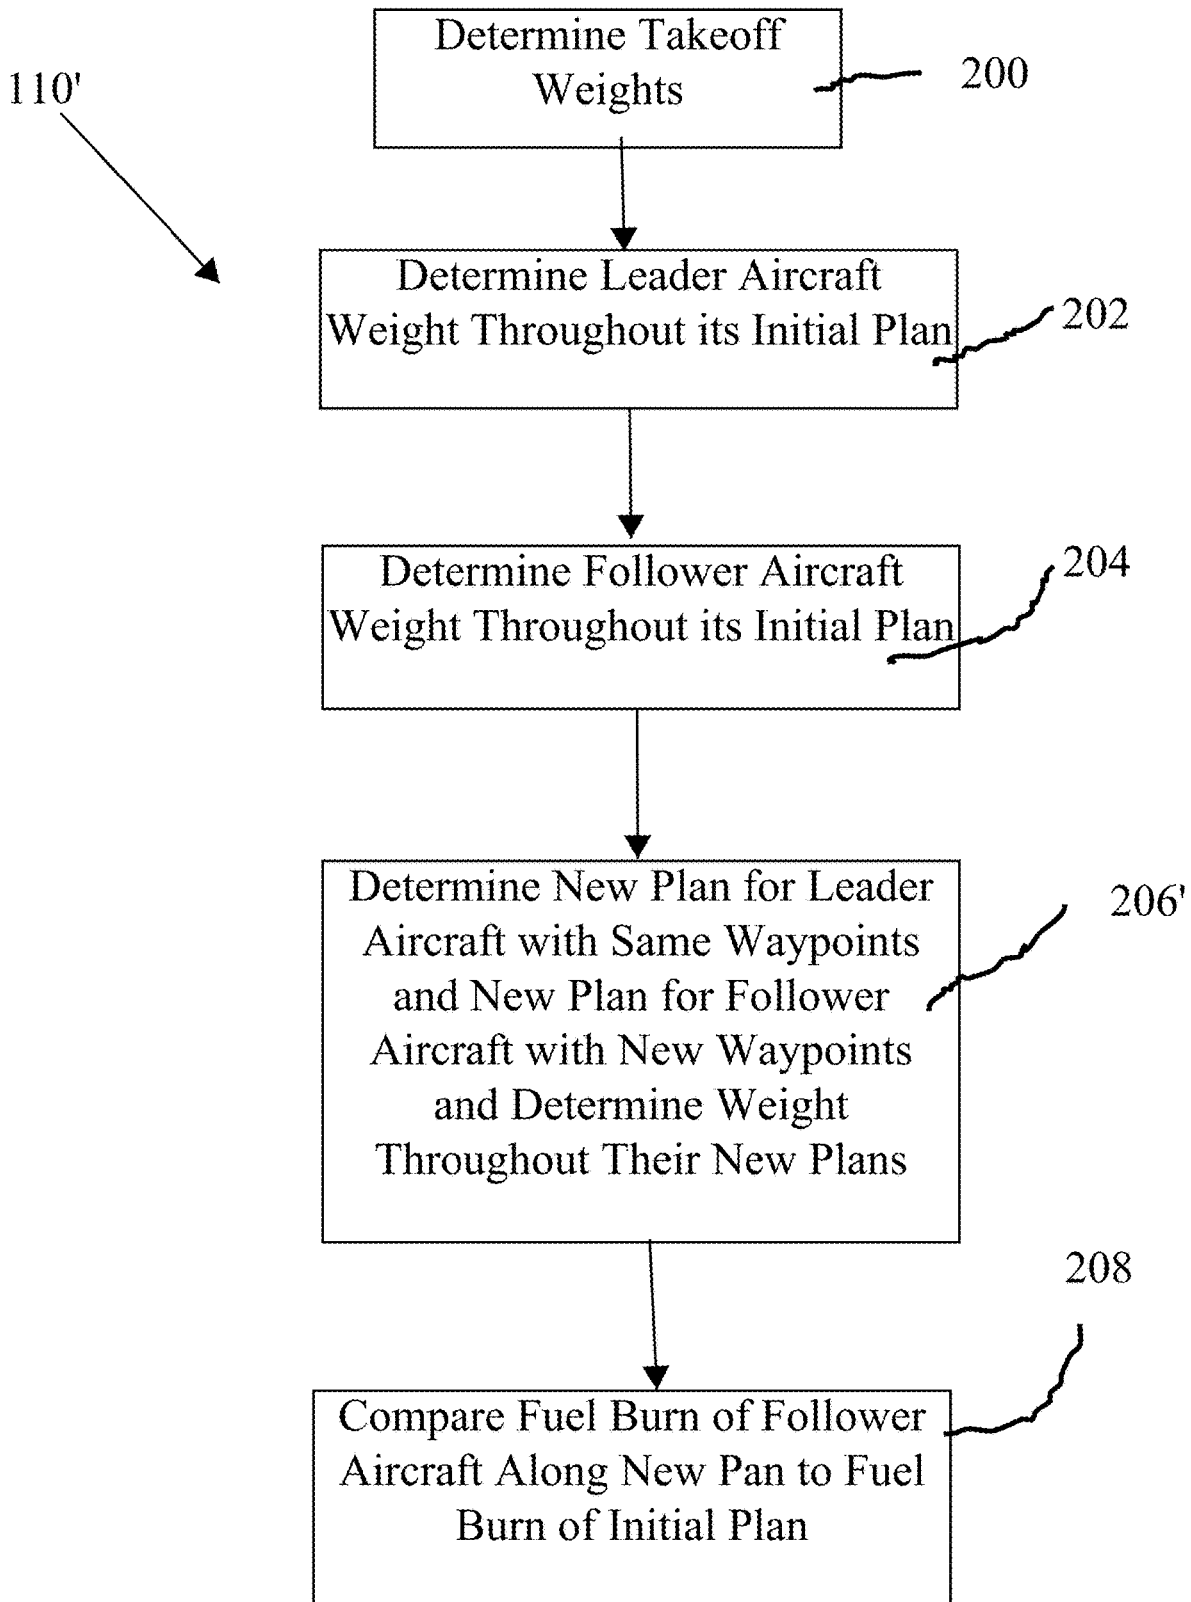 110'
Determine Takeoff
Weights
200
Determine Leader Aircraft
Weight Throughout its Initial Plan
202
Determine Follower Aircraft
Weight Throughout its Initial Plan
204
Determine New Plan for Leader
Aircraft with Same Waypoints
and New Plan for Follower
Aircraft with New Waypoints
and Determine Weight
Throughout Their New Plans
206'
208
Compare Fuel Burn of Follower
Aircraft Along New Pan to Fuel
Burn of Initial Plan